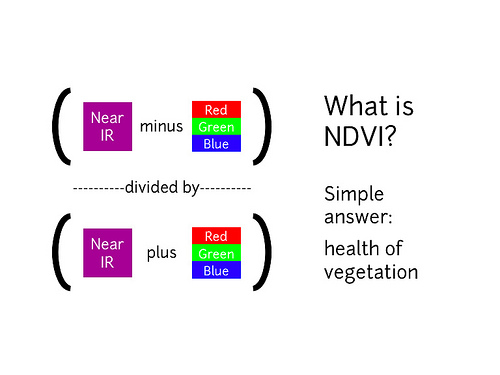 Near
IR
minus
Red
Green
Blue
----------divided by----------
Near
IR
plus
Red
Green
Blue
What is
NDVI?
Simple
answer:
health of
vegetation